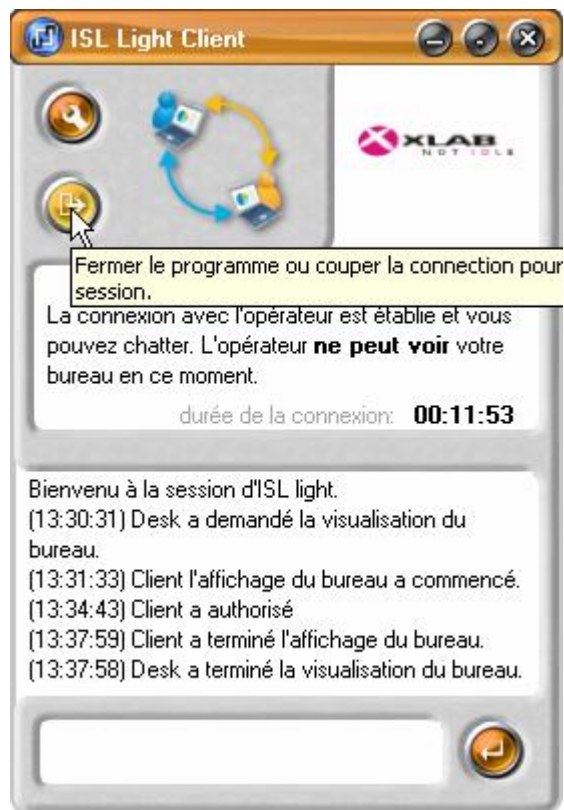 ISL Light Client
XLAB
NOT IDLE
Fermer le programme ou couper la connection pour
session.
La connexion avec l'opérateur est établie et vous
pouvez chatter. L'opérateur ne peut voir votre
bureau en ce moment.
durée de la connexion: 00:11:53
Bienvenu à la session d'ISL light.
(13:30:31) Desk a demandé la visualisation du
bureau.
(13:31:33) Client l'affichage du bureau a commencé.
(13:34:43) Client a authorisé
(13:37:59) Client a terminé l'affichage du bureau.
(13:37:58) Desk a terminé la visualisation du bureau.